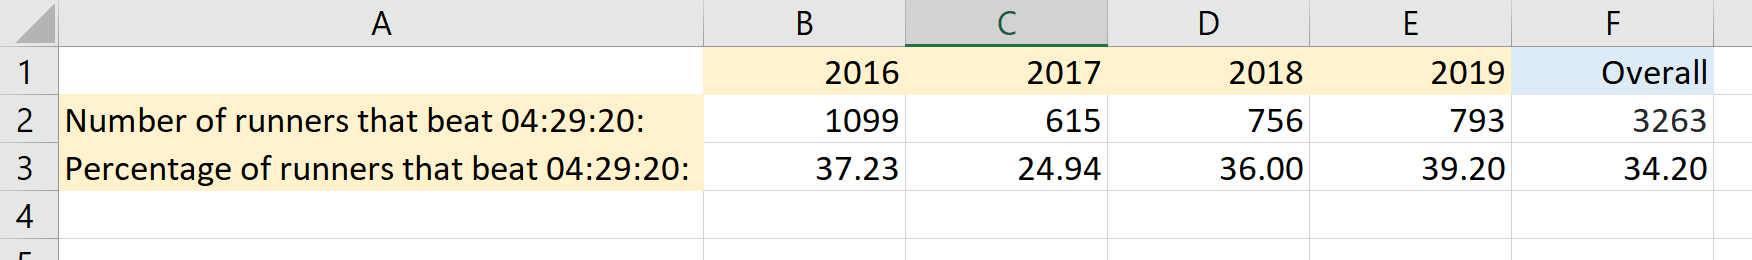 A B C D E F
1 2016 2017 2018 2019 Overall
2 Number of runners that beat 04:29:20: 1099 615 756 793 3263
3 Percentage of runners that beat 04:29:20: 37.23 24.94 36.00 39.20 34.20
4